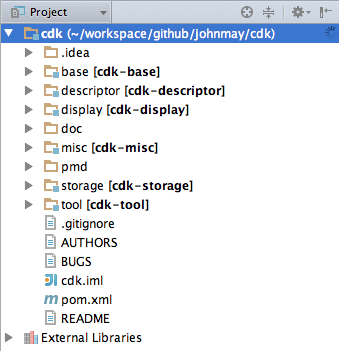 Project
cdk (~/workspace/github/johnmay/cdk)
.idea
base [cdk-base]
descriptor [cdk-descriptor]
display [cdk-display]
doc
misc [cdk-misc]
pmd
storage [cdk-storage]
tool [cdk-tool]
.gitignore
AUTHORS
BUGS
cdk.iml
pom.xml
README
External Libraries